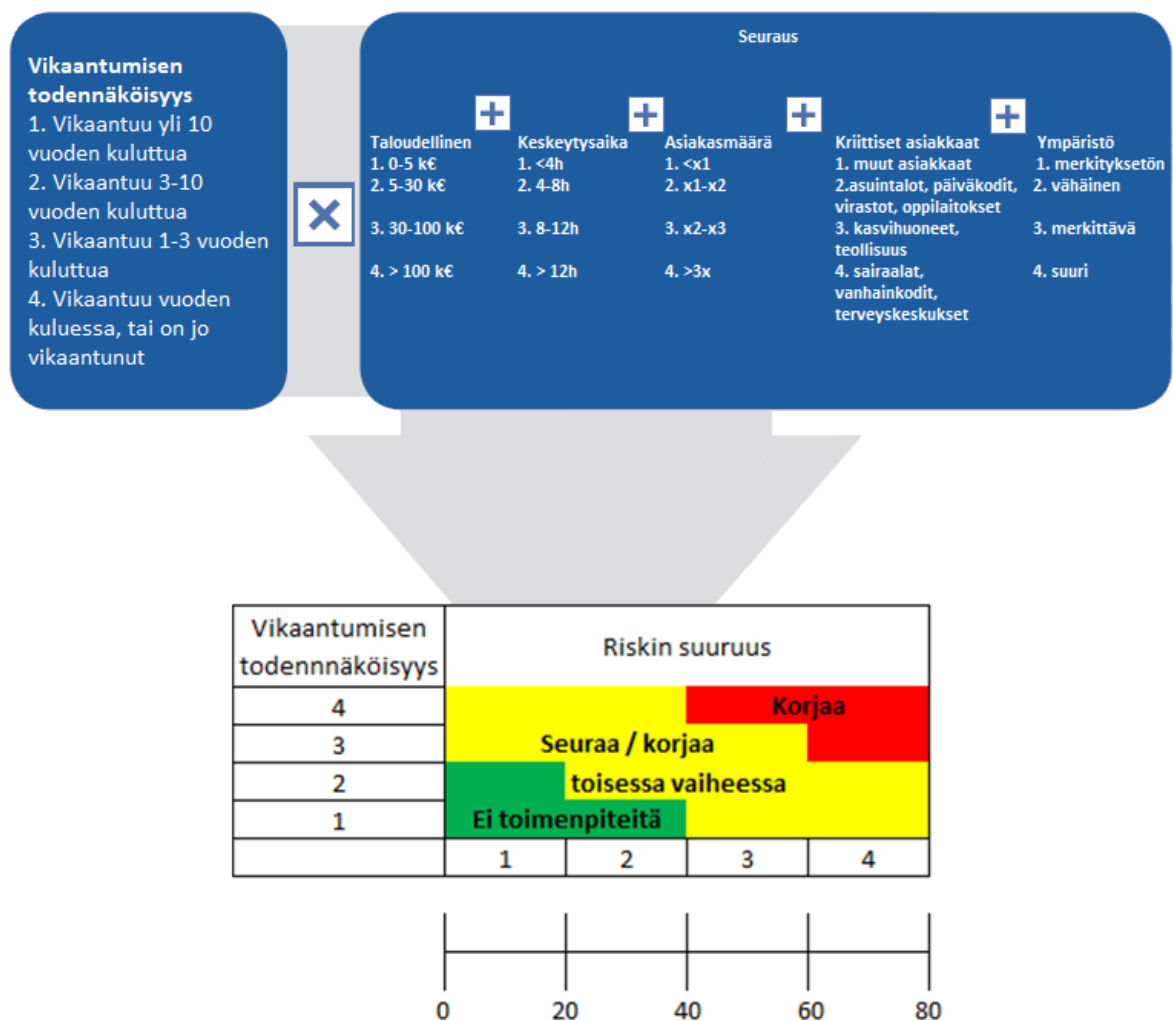 Vikaantumisen
todennäköisyys
1. Vikaantuu yli 10
vuoden kuluttua
2. Vikaantuu 3-10
vuoden kuluttua
3. Vikaantuu 1-3 vuoden
kuluttua
4. Vikaantuu vuoden
kuluessa, tai on jo
vikaantunut
×
Seuraus
+ + + +
Taloudellinen
1. 0-5 k€
2. 5-30 k€
3. 30-100 k€
4. > 100 k€
Keskeytysaika
1. <4h
2. 4-8h
3. 8-12h
4. > 12h
Asiakasmäärä
1. <x1
2. x1-x2
3. x2-x3
4. >3x
Kriittiset asiakkaat
1. muut asiakkaat
2.asuintalot, päiväkodit,
virastot, oppilaitokset
3. kasvihuoneet,
teollisuus
4. sairaalat,
vanhainkodit,
terveyskeskukset
Ympäristö
1. merkityksetön
2. vähäinen
3. merkittävä
4. suuri
Vikaantumisen
todennnäköisyys
Riskin suuruus
4 Korjaa
3 Seuraa / korjaa
2 toisessa vaiheessa
1 Ei toimenpiteitä
1 2 3 4
0 20 40 60 80